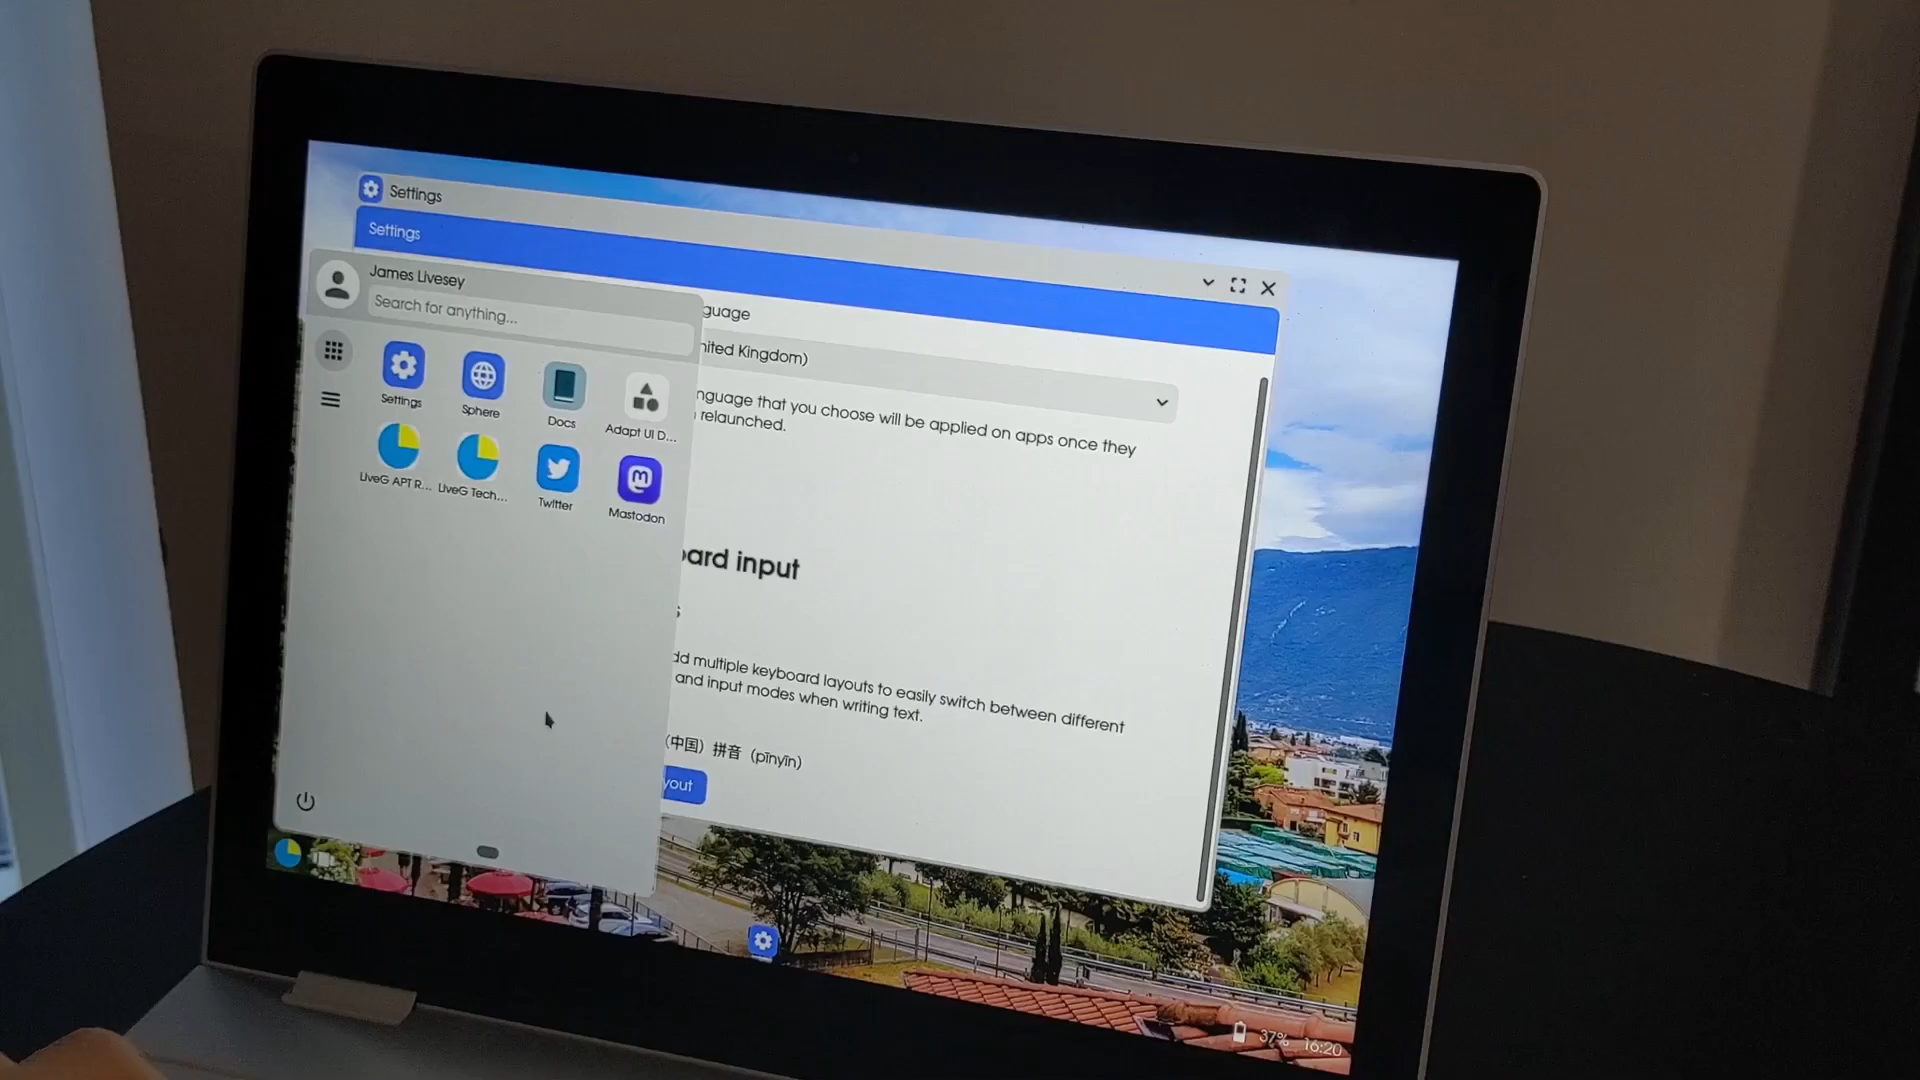 Settings
Settings
James Livesey
Search for anything...
Settings
Sphere
Docs
Adapt UI D...
LiveG APT R...
LiveG Tech...
Twitter
Mastodon
guage
nited Kingdom)
nguage that you choose will be applied on apps once they
relaunched.
ard input
s
dd multiple keyboard layouts to easily switch between different
and input modes when writing text.
(中国) 拼音 (pīnyīn)
yout
37% 16:20